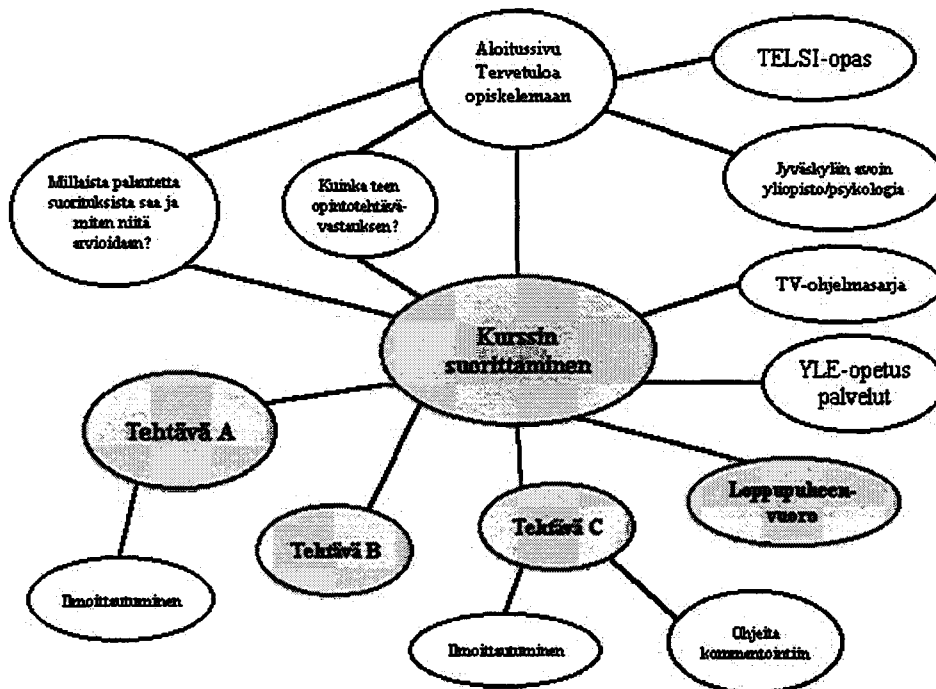 Aloitussivu
Tervetuloa
opiskelemaan
TELSI-opas
Millaista palautetta
suorituksista saa ja
miten niitä
arvioidaan?
Kuinka teen
opintotehtävä-
vastauksen?
Jyväskylän avoin
yliopisto/psykologia
Kurssin
suorittaminen
TV-ohjelmasarja
YLE-opetus
palvelut
Tehtävä A
Loppupuheen-
vuoro
Tehtävä B
Tehtävä C
Ilmoittautuminen
Ilmoittautuminen
Ohjeita
kommentointiin